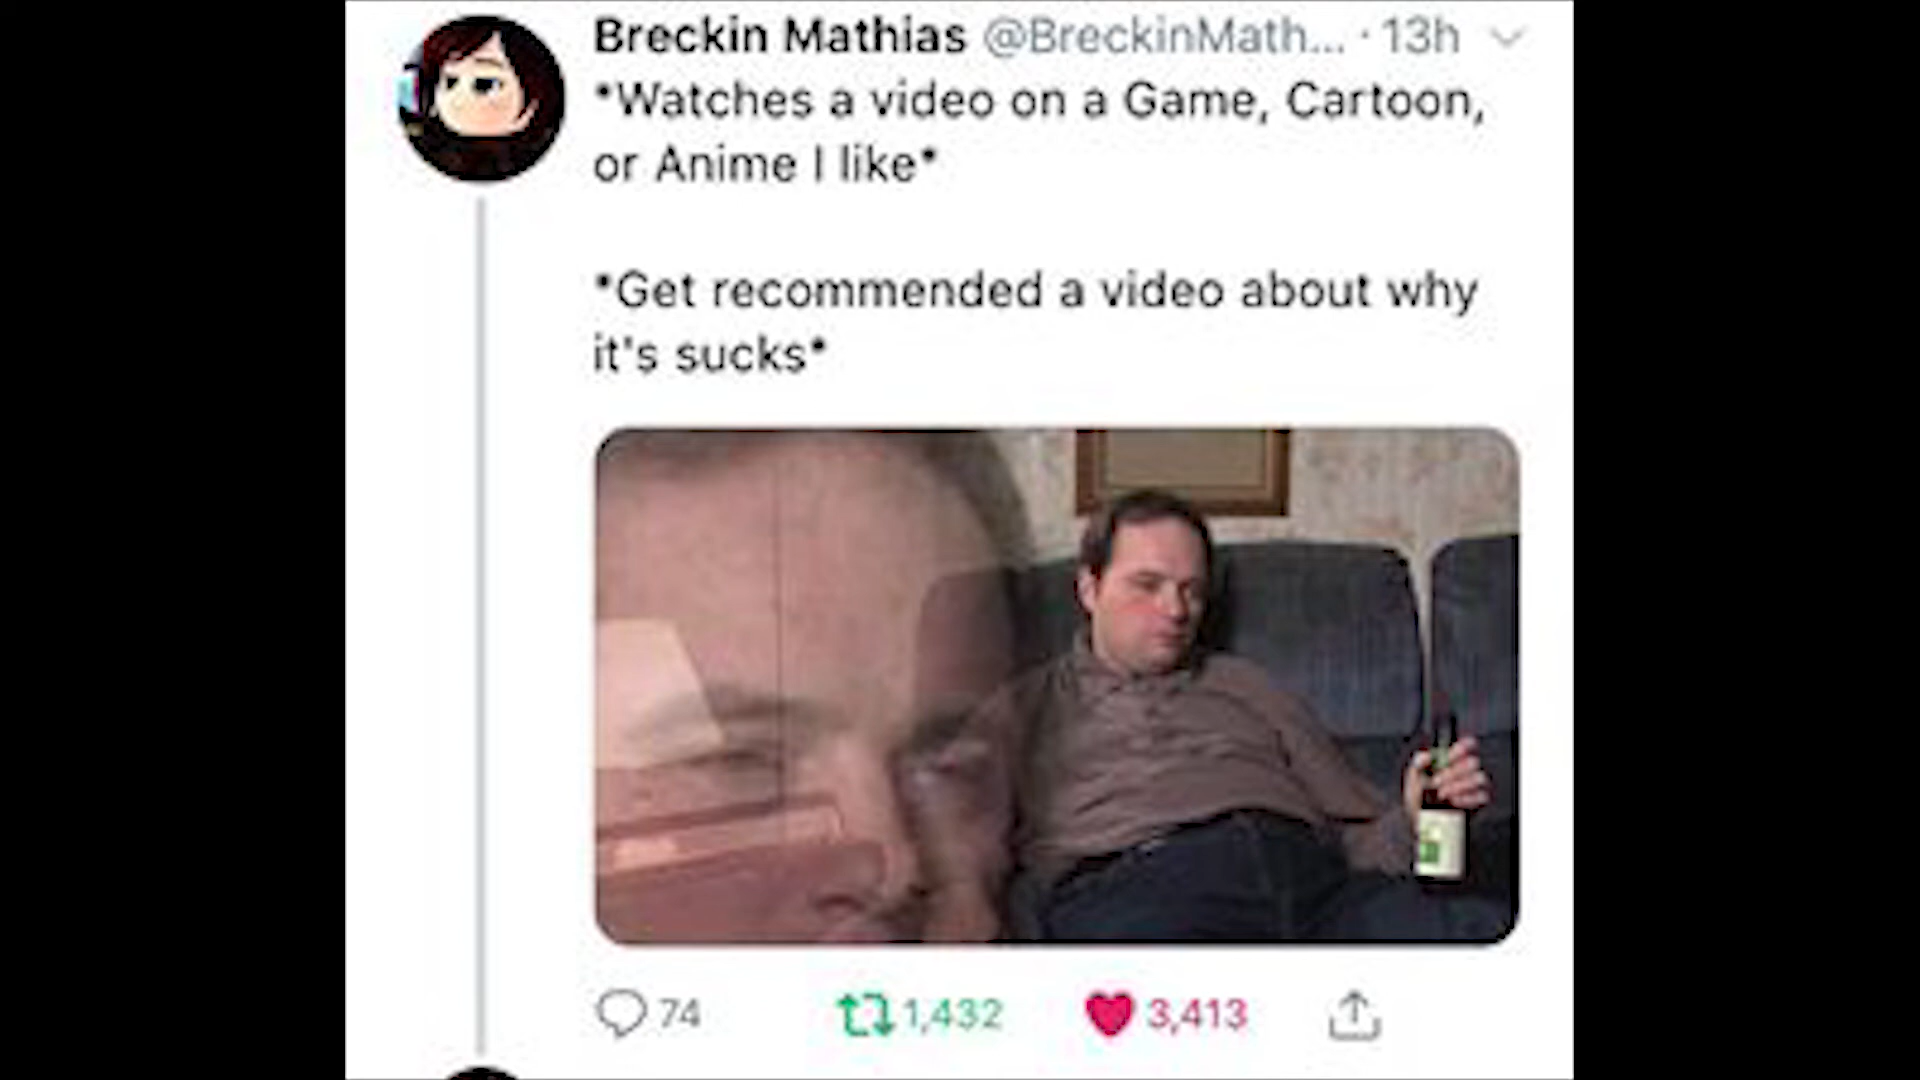 Breckin Mathias @BreckinMath... · 13h
*Watches a video on a Game, Cartoon,
or Anime I like*
*Get recommended a video about why
it's sucks*
74 1,432 3,413